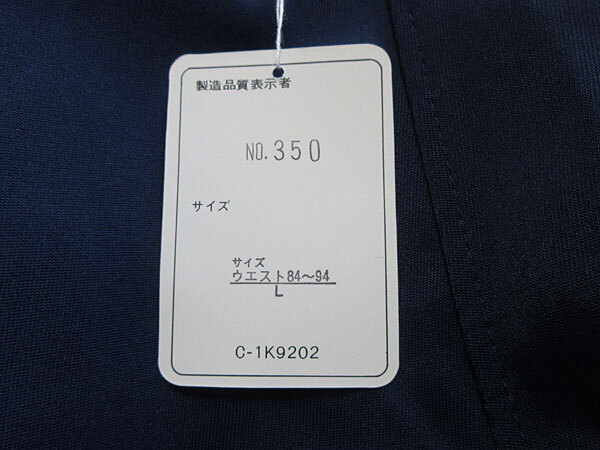 製造品質表示者
NO.350
サイズ
サイズ
ウエスト84～94
L
C-1K9202